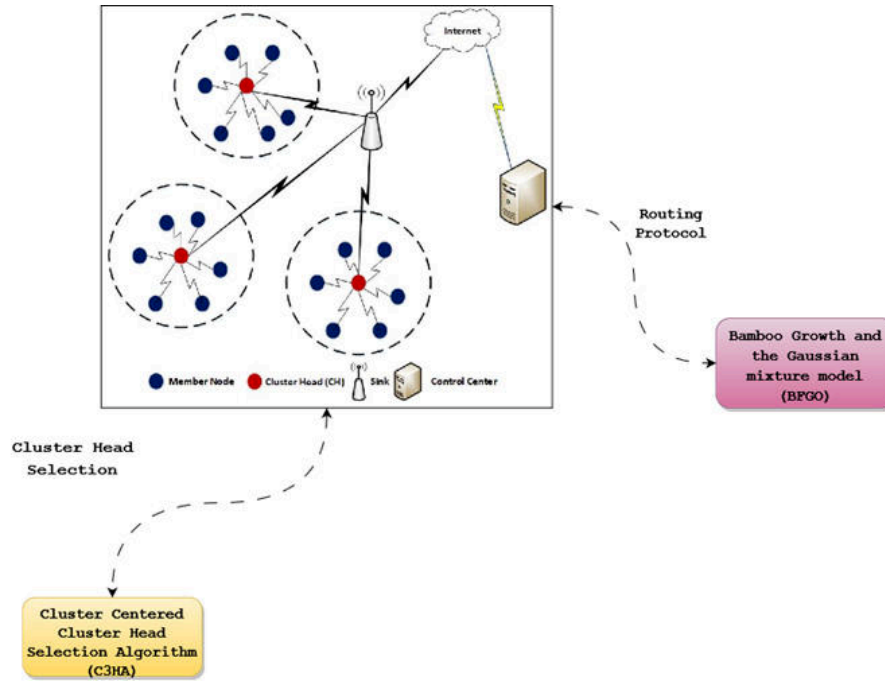 Internet
Routing
Protocol
Bamboo Growth and
the Gaussian
mixture model
(BFGO)
Member Node
Cluster Head (CH)
Sink
Control Center
Cluster Head
Selection
Cluster Centered
Cluster Head
Selection Algorithm
(C3HA)